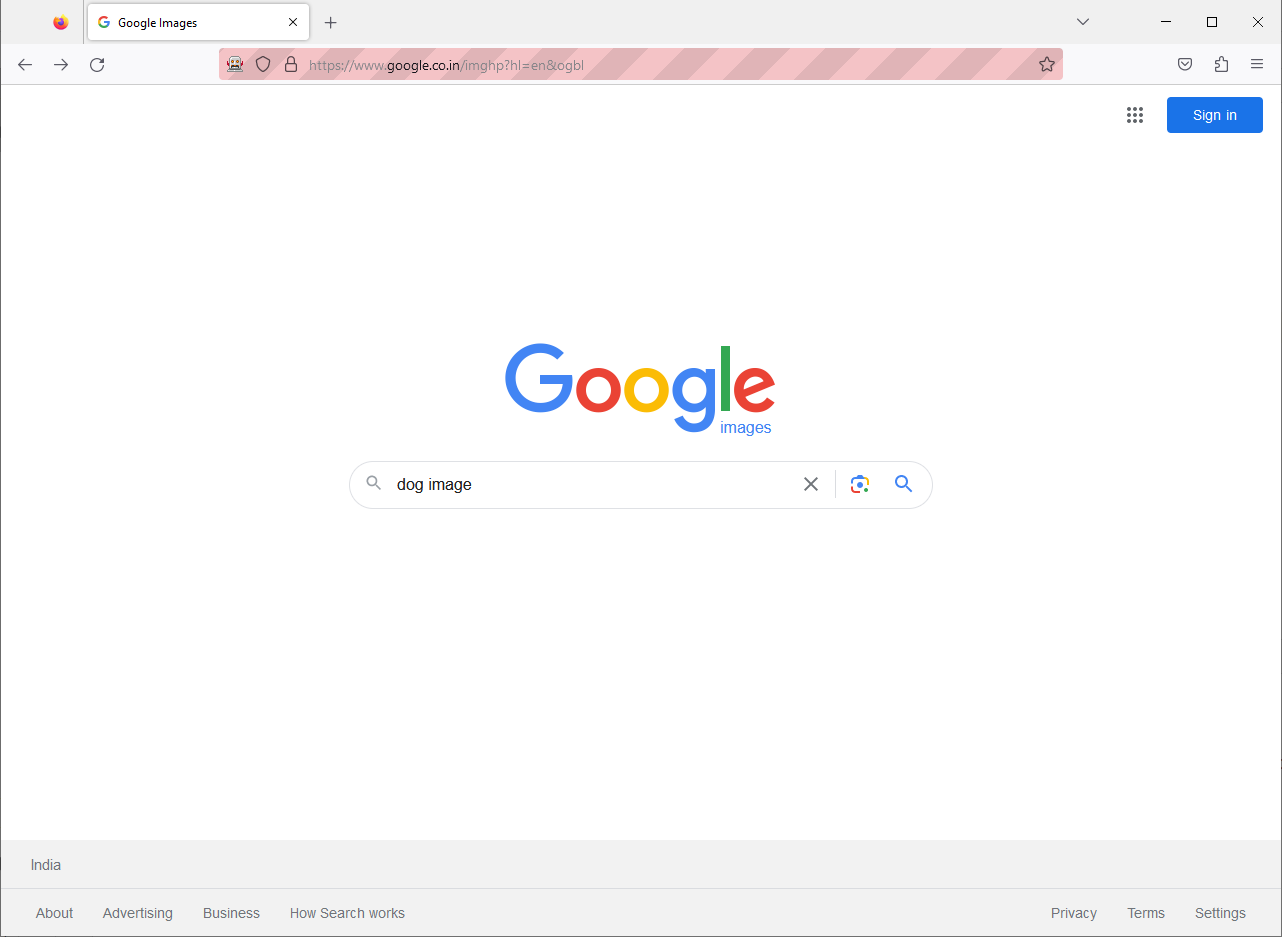 Google Images
https://www.google.co.in/imghp?hl=en&ogbl
Sign in
Google
images
dog image
India
About Advertising Business How Search works Privacy Terms Settings